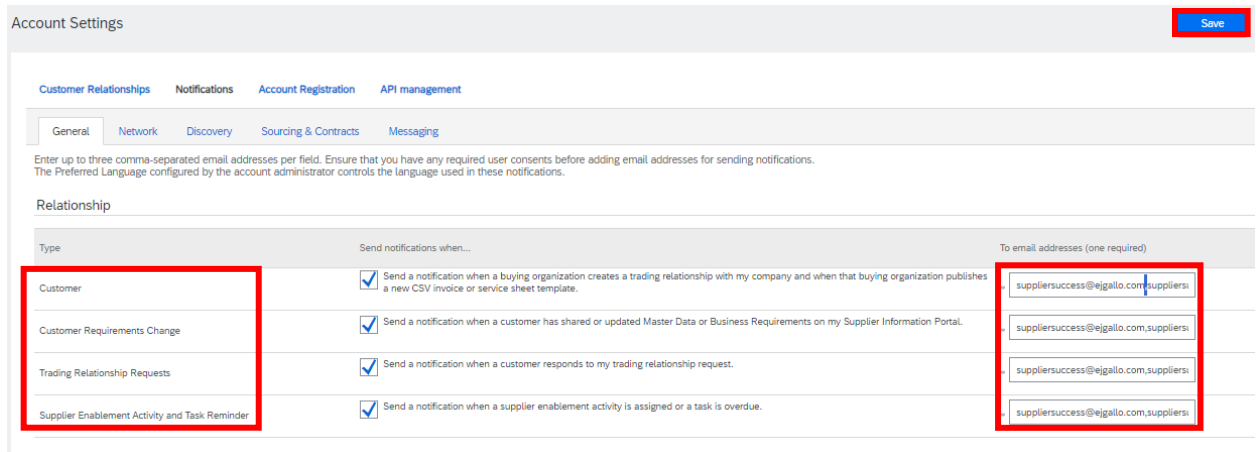 Account Settings
Save
Customer Relationships Notifications Account Registration API management
General Network Discovery Sourcing & Contracts Messaging
Enter up to three comma-separated email addresses per field. Ensure that you have any required user consents before adding email addresses for sending notifications.
The Preferred Language configured by the account administrator controls the language used in these notifications.
Relationship
Type Send notifications when... To email addresses (one required)
Customer
Send a notification when a buying organization creates a trading relationship with my company and when that buying organization publishes
a new CSV invoice or service sheet template.
suppliersuccess@ejgallo.com,suppliersu
Customer Requirements Change
Send a notification when a customer has shared or updated Master Data or Business Requirements on my Supplier Information Portal.
suppliersuccess@ejgallo.com,suppliersu
Trading Relationship Requests
Send a notification when a customer responds to my trading relationship request.
suppliersuccess@ejgallo.com,suppliersu
Supplier Enablement Activity and Task Reminder
Send a notification when a supplier enablement activity is assigned or a task is overdue.
suppliersuccess@ejgallo.com,suppliersu